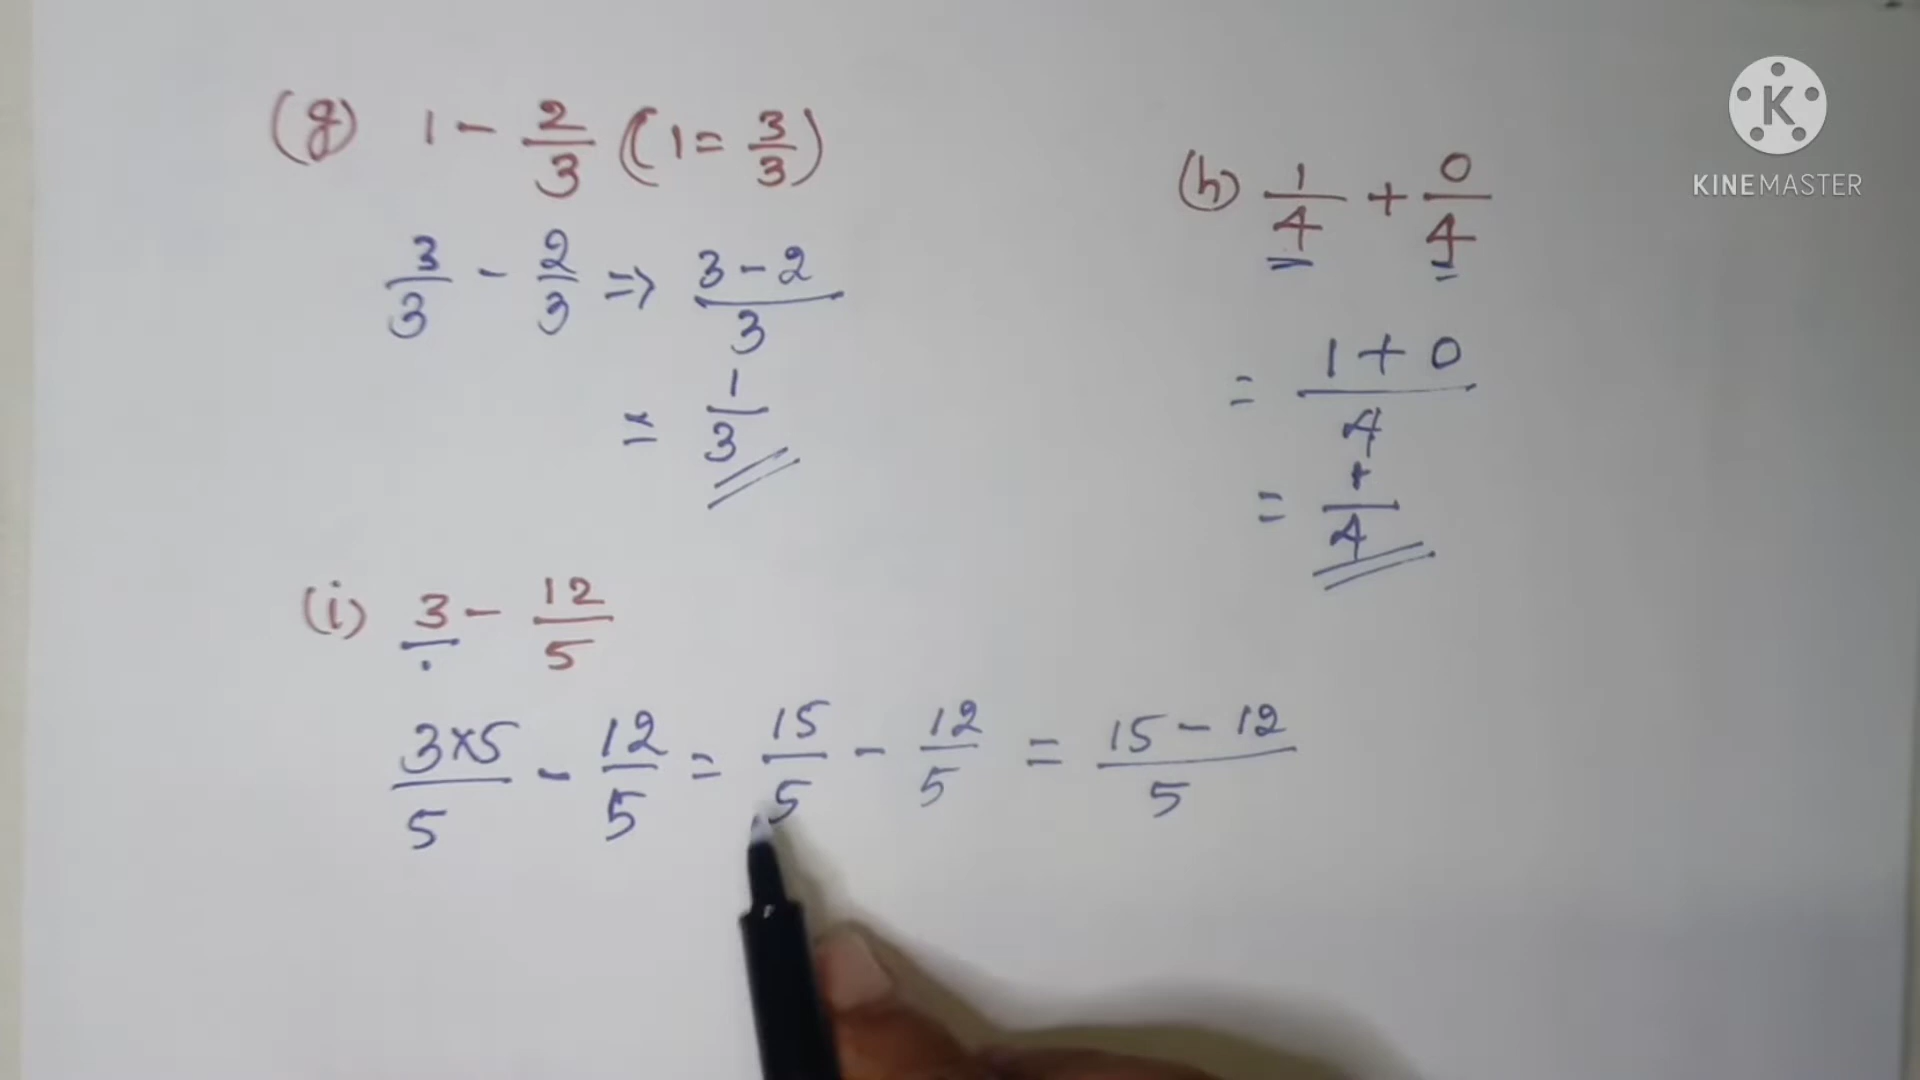 (g) 1 - 2/3 (1 = 3/3)
3/3 - 2/3 => 3-2/3
= 1/3
(h) 1/4 + 0/4
= 1+0/4
= 1/4
(i) 3 - 12/5
3×5/5 - 12/5 = 15/5 - 12/5 = 15-12/5
K
KINEMASTER